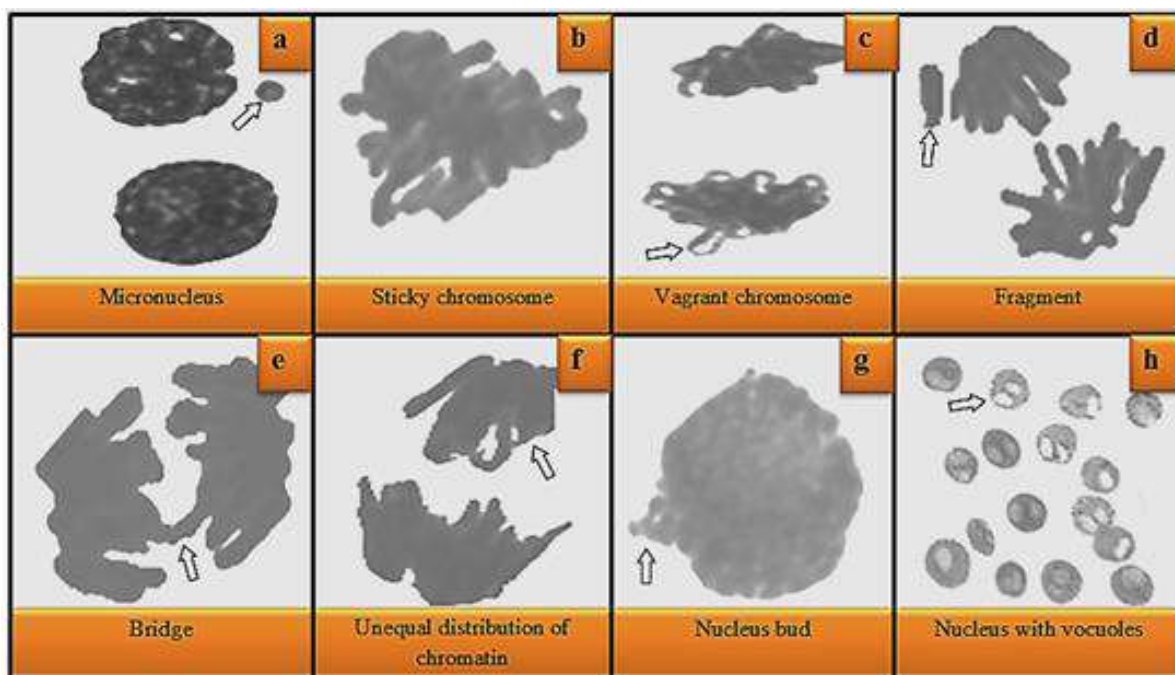 a
b
c
d
Micronucleus
Sticky chromosome
Vagrant chromosome
Fragment
e
f
g
h
Bridge
Unequal distribution of
chromatin
Nucleus bud
Nucleus with vocuoles